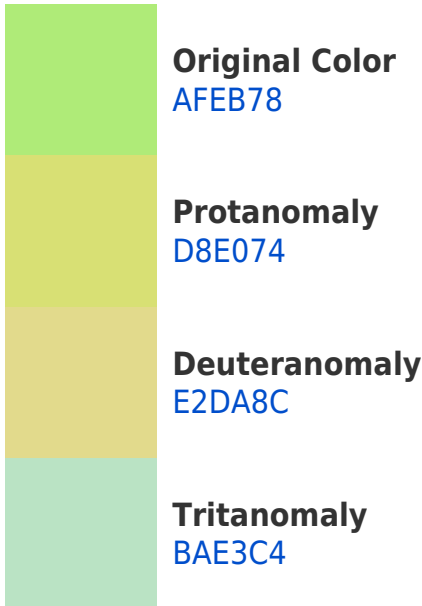 Original Color
AFEB78
Protanomaly
D8E074
Deuteranomaly
E2DA8C
Tritanomaly
BAE3C4